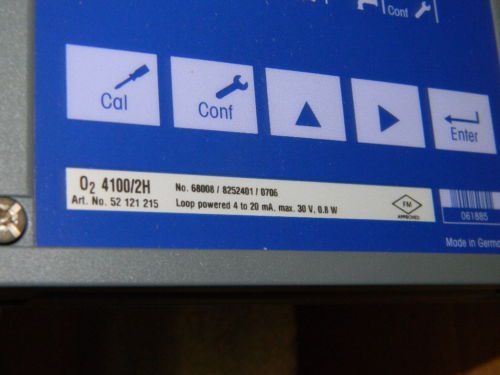 Conf
Cal
Conf
Enter
O2 4100/2H
No. 68008 / 8252401 / 0706
Art. No. 52 121 215
Loop powered 4 to 20 mA, max. 30 V, 0.8 W
FM
APPROVED
061885
Made in